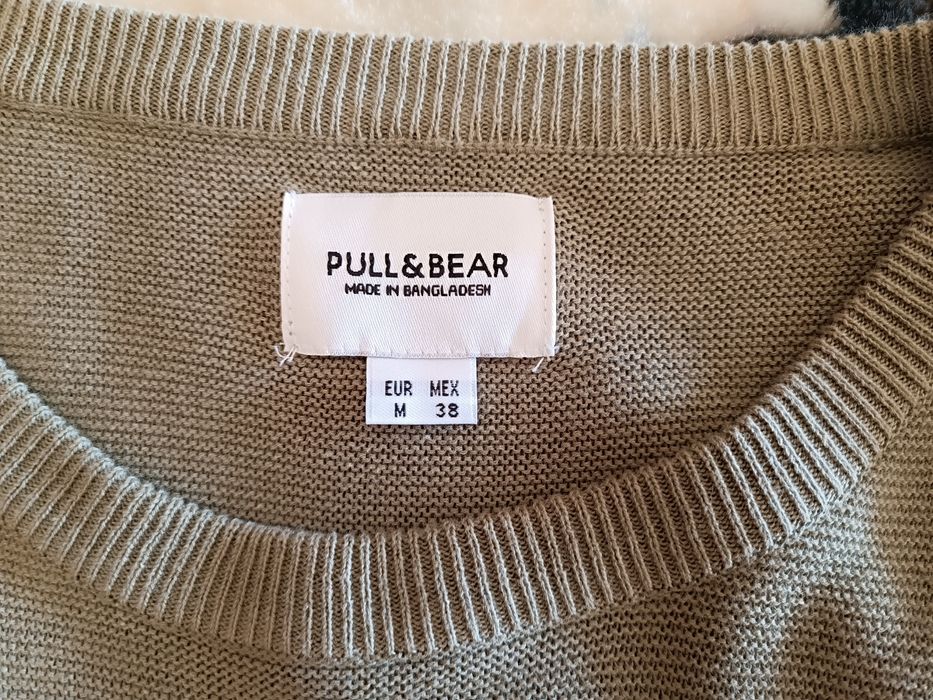 PULL&BEAR
MADE IN BANGLADESH
EUR MEX
M 38